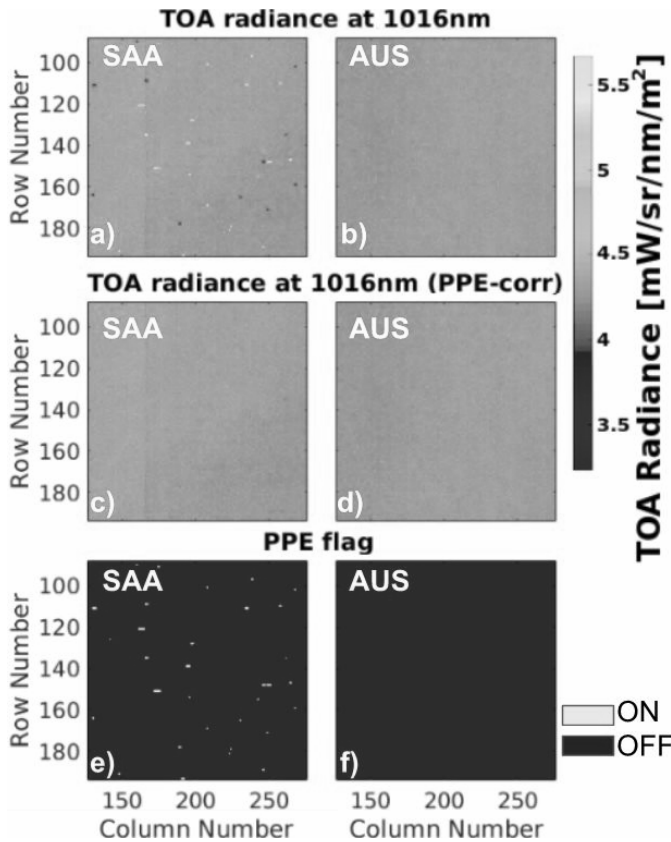 TOA radiance at 1016nm
SAA
AUS
Row Number
100
120
140
160
180
a)
b)
5.5
5
4.5
4
3.5
TOA Radiance [mW/sr/nm/m²]
TOA radiance at 1016nm (PPE-corr)
SAA
AUS
Row Number
100
120
140
160
180
c)
d)
PPE flag
SAA
AUS
Row Number
100
120
140
160
180
e)
f)
ON
OFF
150 200 250
150 200 250
Column Number
Column Number